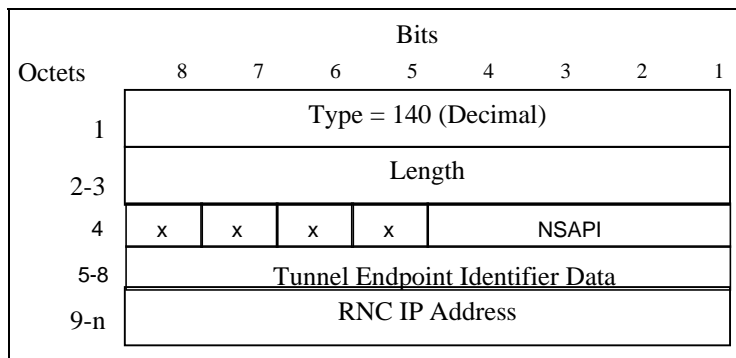 Bits
Octets 8 7 6 5 4 3 2 1
1 Type = 140 (Decimal)
2-3 Length
4 x x x x NSAPI
5-8 Tunnel Endpoint Identifier Data
9-n RNC IP Address